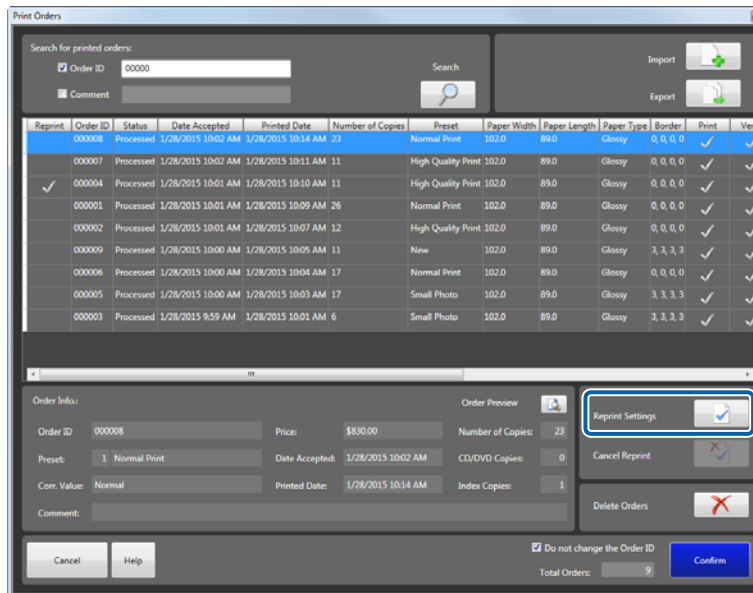 Print Orders
Search for printed orders:
Order ID 00000
Search
Comment
Import
Export
Reprint Order ID Status Date Accepted Printed Date Number of Copies Preset Paper Width Paper Length Paper Type Border Print Ver
000008 Processed 1/28/2015 10:02 AM 1/28/2015 10:14 AM 23 Normal Print 102.0 89.0 Glossy 0, 0, 0, 0
000007 Processed 1/28/2015 10:02 AM 1/28/2015 10:11 AM 11 High Quality Print 102.0 89.0 Glossy 0, 0, 0, 0
000004 Processed 1/28/2015 10:01 AM 1/28/2015 10:10 AM 11 High Quality Print 102.0 89.0 Glossy 0, 0, 0, 0
000001 Processed 1/28/2015 10:01 AM 1/28/2015 10:09 AM 26 Normal Print 102.0 89.0 Glossy 0, 0, 0, 0
000002 Processed 1/28/2015 10:01 AM 1/28/2015 10:07 AM 12 High Quality Print 102.0 89.0 Glossy 0, 0, 0, 0
000009 Processed 1/28/2015 10:00 AM 1/28/2015 10:05 AM 11 New 102.0 89.0 Glossy 3, 3, 3, 3
000006 Processed 1/28/2015 10:00 AM 1/28/2015 10:04 AM 17 Normal Print 102.0 89.0 Glossy 0, 0, 0, 0
000005 Processed 1/28/2015 10:00 AM 1/28/2015 10:03 AM 17 Small Photo 102.0 89.0 Glossy 3, 3, 3, 3
000003 Processed 1/28/2015 9:59 AM 1/28/2015 10:01 AM 6 Small Photo 102.0 89.0 Glossy 3, 3, 3, 3
Order Info.:
Order Preview
Order ID 000008 Price: $830.00 Number of Copies: 23
Preset: 1 Normal Print Date Accepted: 1/28/2015 10:02 AM CD/DVD Copies: 0
Corr. Value: Normal Printed Date: 1/28/2015 10:14 AM Index Copies: 1
Comment:
Reprint Settings
Cancel Reprint
Delete Orders
Cancel
Help
Do not change the Order ID
Total Orders: 9
Confirm